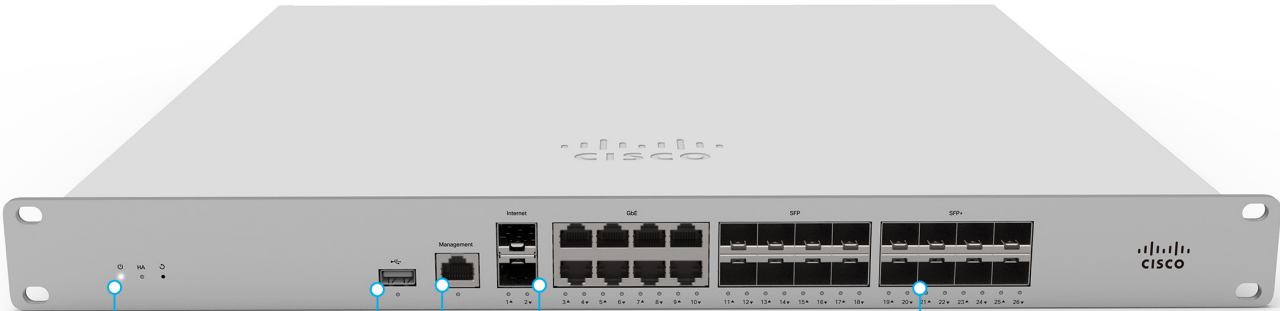 CISCO
Internet
GbE
SFP
SFP+
Management
HA
CISCO
1▲ 2▼ 3▲ 4▼ 5▲ 6▼ 7▲ 8▼ 9▲ 10▼ 11▲ 12▼ 13▲ 14▼ 15▲ 16▼ 17▲ 18▼ 19▲ 20▼ 21▲ 22▼ 23▲ 24▼ 25▲ 26▼